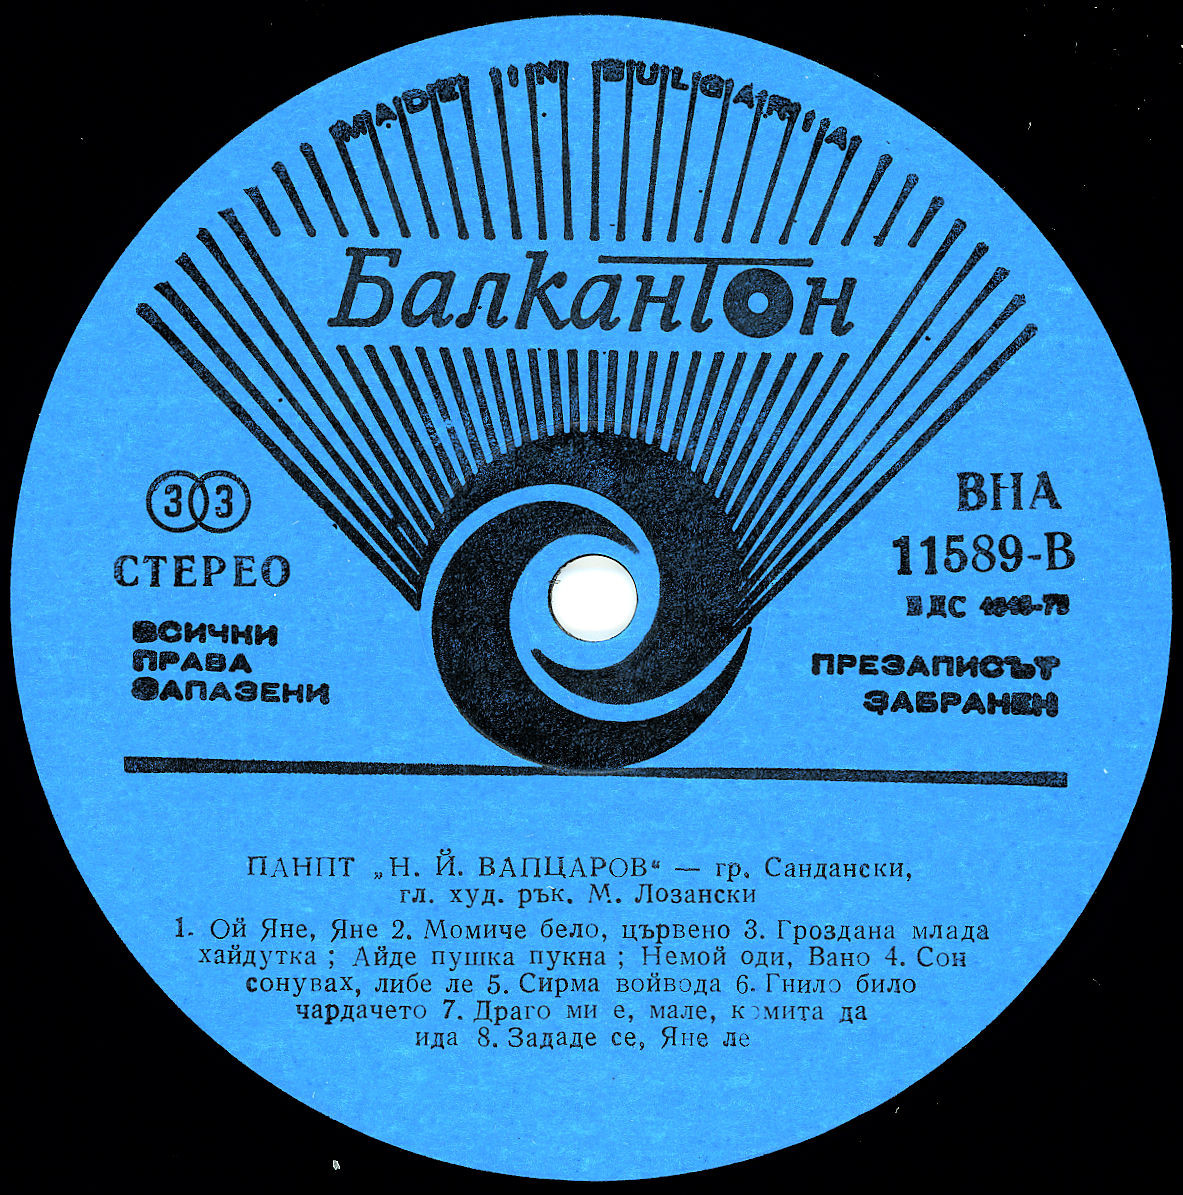 MADE IN BULGARIA
Балкантон
33
СТЕРЕО
ВСИЧКИ
ПРАВА
ЗАПАЗЕНИ
ВНА
11589-В
БДС
ПРЕЗАПИСЪТ
ЗАБРАНЕН
ПАНПТ „Н. Й. ВАПЦАРОВ“ — гр. Сандански,
гл. худ. рък. М. Лозански
1. Ой Яне, Яне 2. Момиче бело, цървено 3. Гроздана млада
хайдутка ; Айде пушка пукна ; Немой оди, Вано 4. Сон
сонувах, либе ле 5. Сирма войвода 6. Гнило било
чардачето 7. Драго ми е, мале, комита да
ида 8. Зададе се, Яне ле